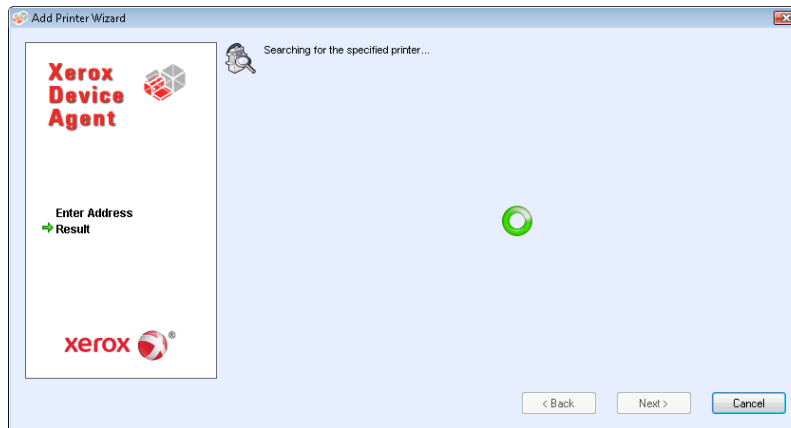 Add Printer Wizard
Xerox
Device
Agent
Searching for the specified printer...
Enter Address
Result
xerox ®
< Back
Next >
Cancel